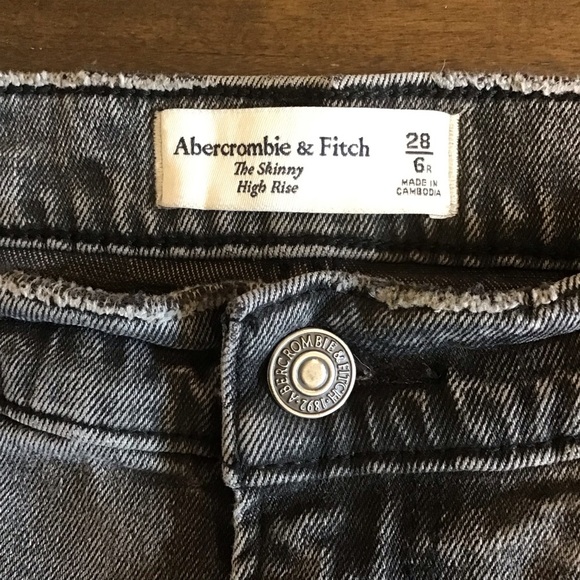 Abercrombie & Fitch
The Skinny
High Rise
28
6R
MADE IN
CAMBODIA
ABERCROMBIE & FITCH · 1892 ·